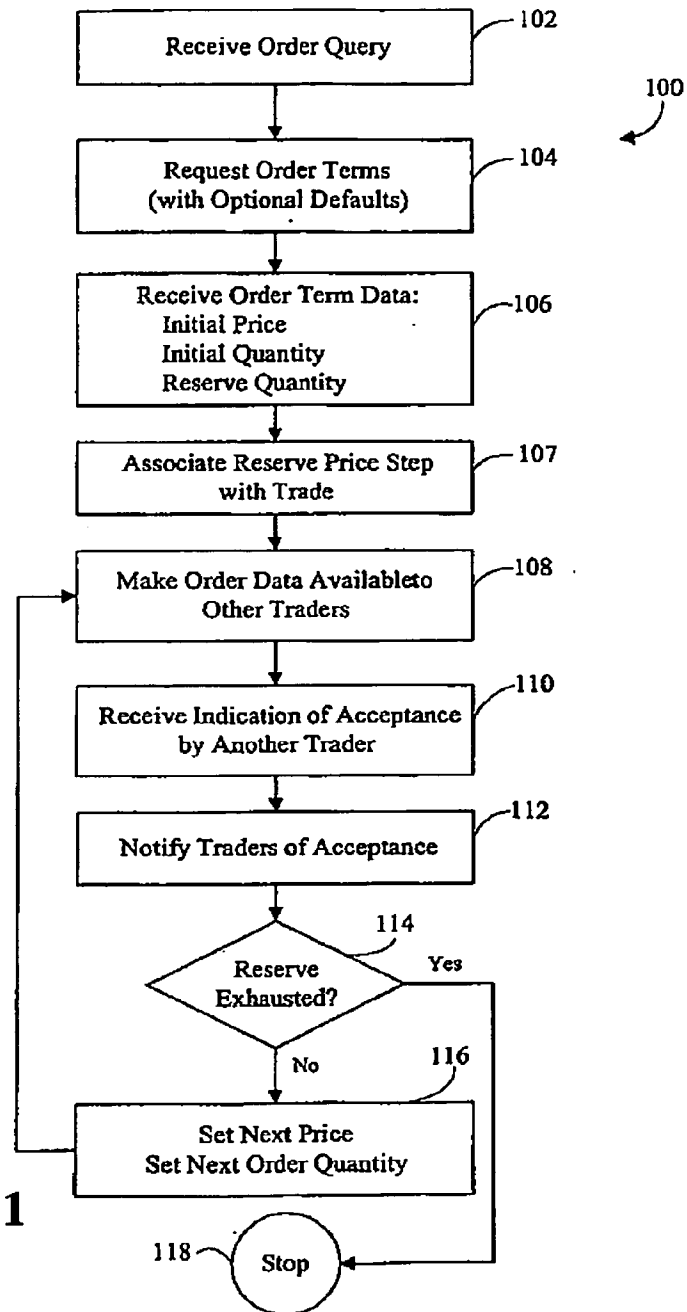 Receive Order Query
102
100
Request Order Terms
(with Optional Defaults)
104
Receive Order Term Data:
Initial Price
Initial Quantity
Reserve Quantity
106
Associate Reserve Price Step
with Trade
107
Make Order Data Availableto
Other Traders
108
Receive Indication of Acceptance
by Another Trader
110
Notify Traders of Acceptance
112
Reserve
Exhausted?
114
Yes
No
116
Set Next Price
Set Next Order Quantity
1
118
Stop